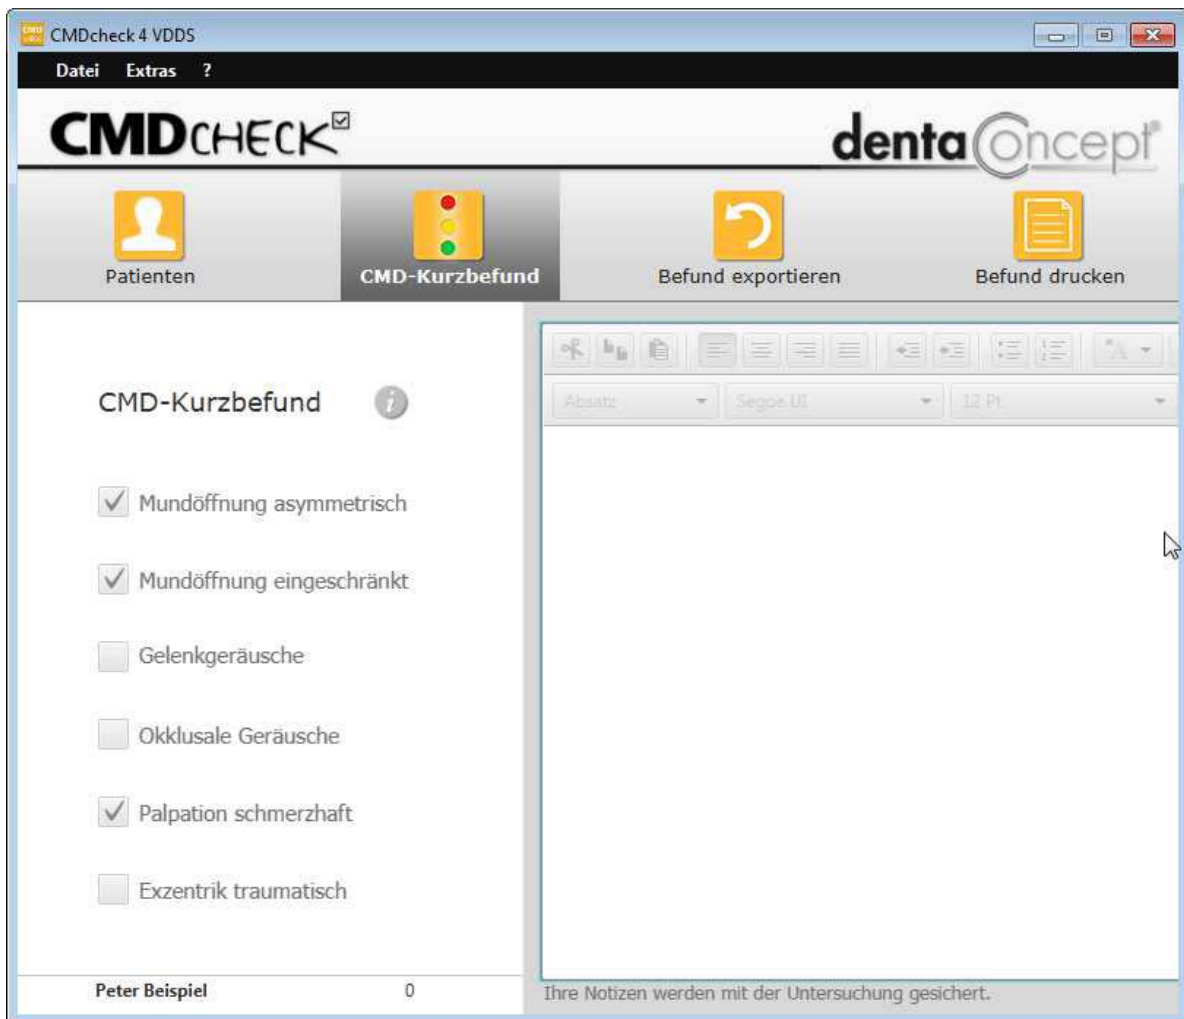 CMDcheck 4 VDDS
Datei Extras ?
CMDCHECK
dentaConcept®
Patienten
CMD-Kurzbefund
Befund exportieren
Befund drucken
CMD-Kurzbefund
Absatz
Segoe UI
12 Pt.
Mundöffnung asymmetrisch
Mundöffnung eingeschränkt
Gelenkgeräusche
Okklusale Geräusche
Palpation schmerzhaft
Exzentrik traumatisch
Peter Beispiel 0
Ihre Notizen werden mit der Untersuchung gesichert.